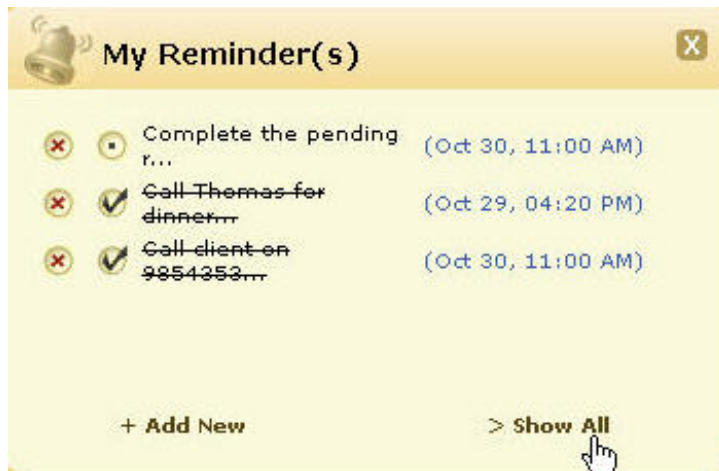 My Reminder(s)
X
Complete the pending
r...
(Oct 30, 11:00 AM)
Call Thomas for
dinner...
(Oct 29, 04:20 PM)
Call client on
9854353...
(Oct 30, 11:00 AM)
+ Add New
> Show All